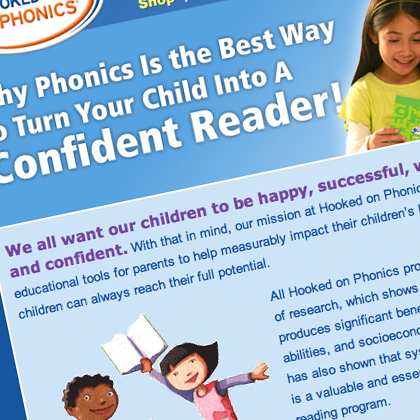 PHONICS®
Shop
Phonics Is the Best Way
Turn Your Child Into A
Confident Reader!
We all want our children to be happy, successful,
and confident. With that in mind, our mission at Hooked on Phonic
educational tools for parents to help measurably impact their children's
children can always reach their full potential.
All Hooked on Phonics pro
of research, which shows
produces significant bene
abilities, and socioecono
has also shown that sy
is a valuable and esse
reading program.